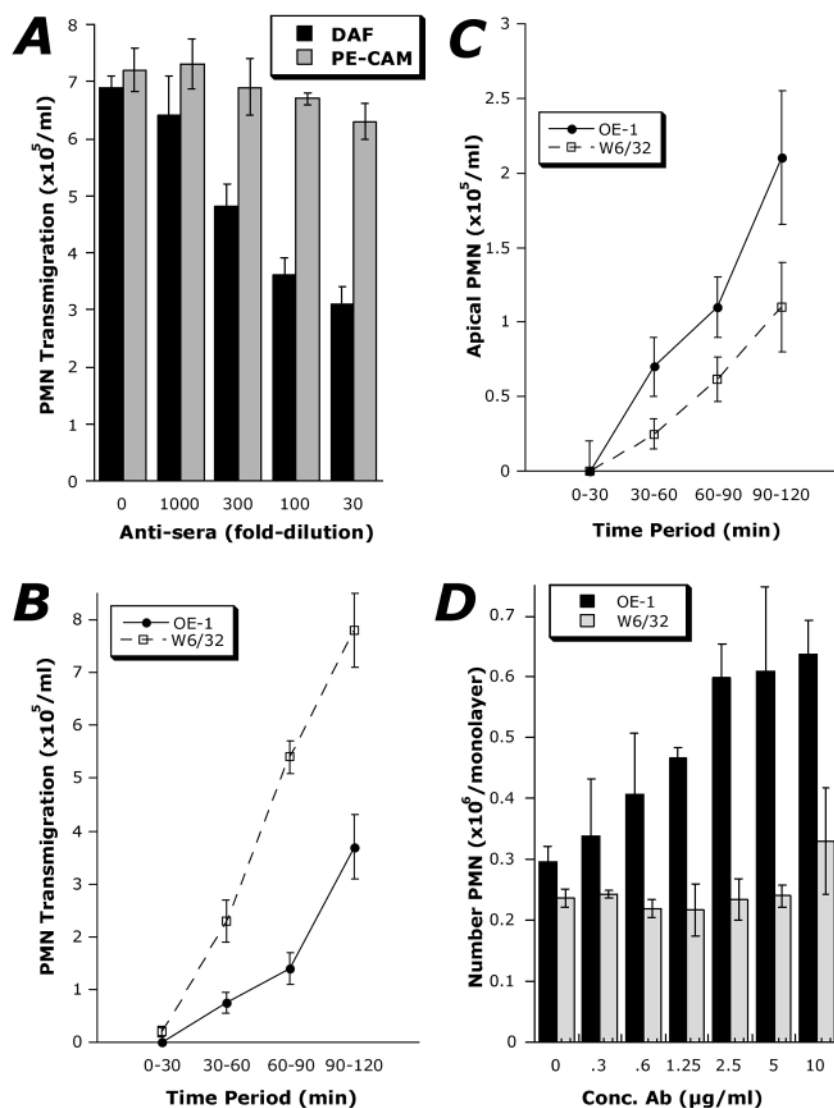 A
DAF
PE-CAM
PMN Transmigration (x10⁵/ml)
8
7
6
5
4
3
2
1
0
0 1000 300 100 30
Anti-sera (fold-dilution)
C
OE-1
W6/32
Apical PMN (x10⁵/ml)
3
2.5
2
1.5
1
0.5
0
0-30 30-60 60-90 90-120
Time Period (min)
B
OE-1
W6/32
PMN Transmigration (x10⁵/ml)
8
7
6
5
4
3
2
1
0
0-30 30-60 60-90 90-120
Time Period (min)
D
OE-1
W6/32
Number PMN (x10⁶/monolayer)
0.7
0.6
0.5
0.4
0.3
0.2
0.1
0
0 .3 .6 1.25 2.5 5 10
Conc. Ab (µg/ml)